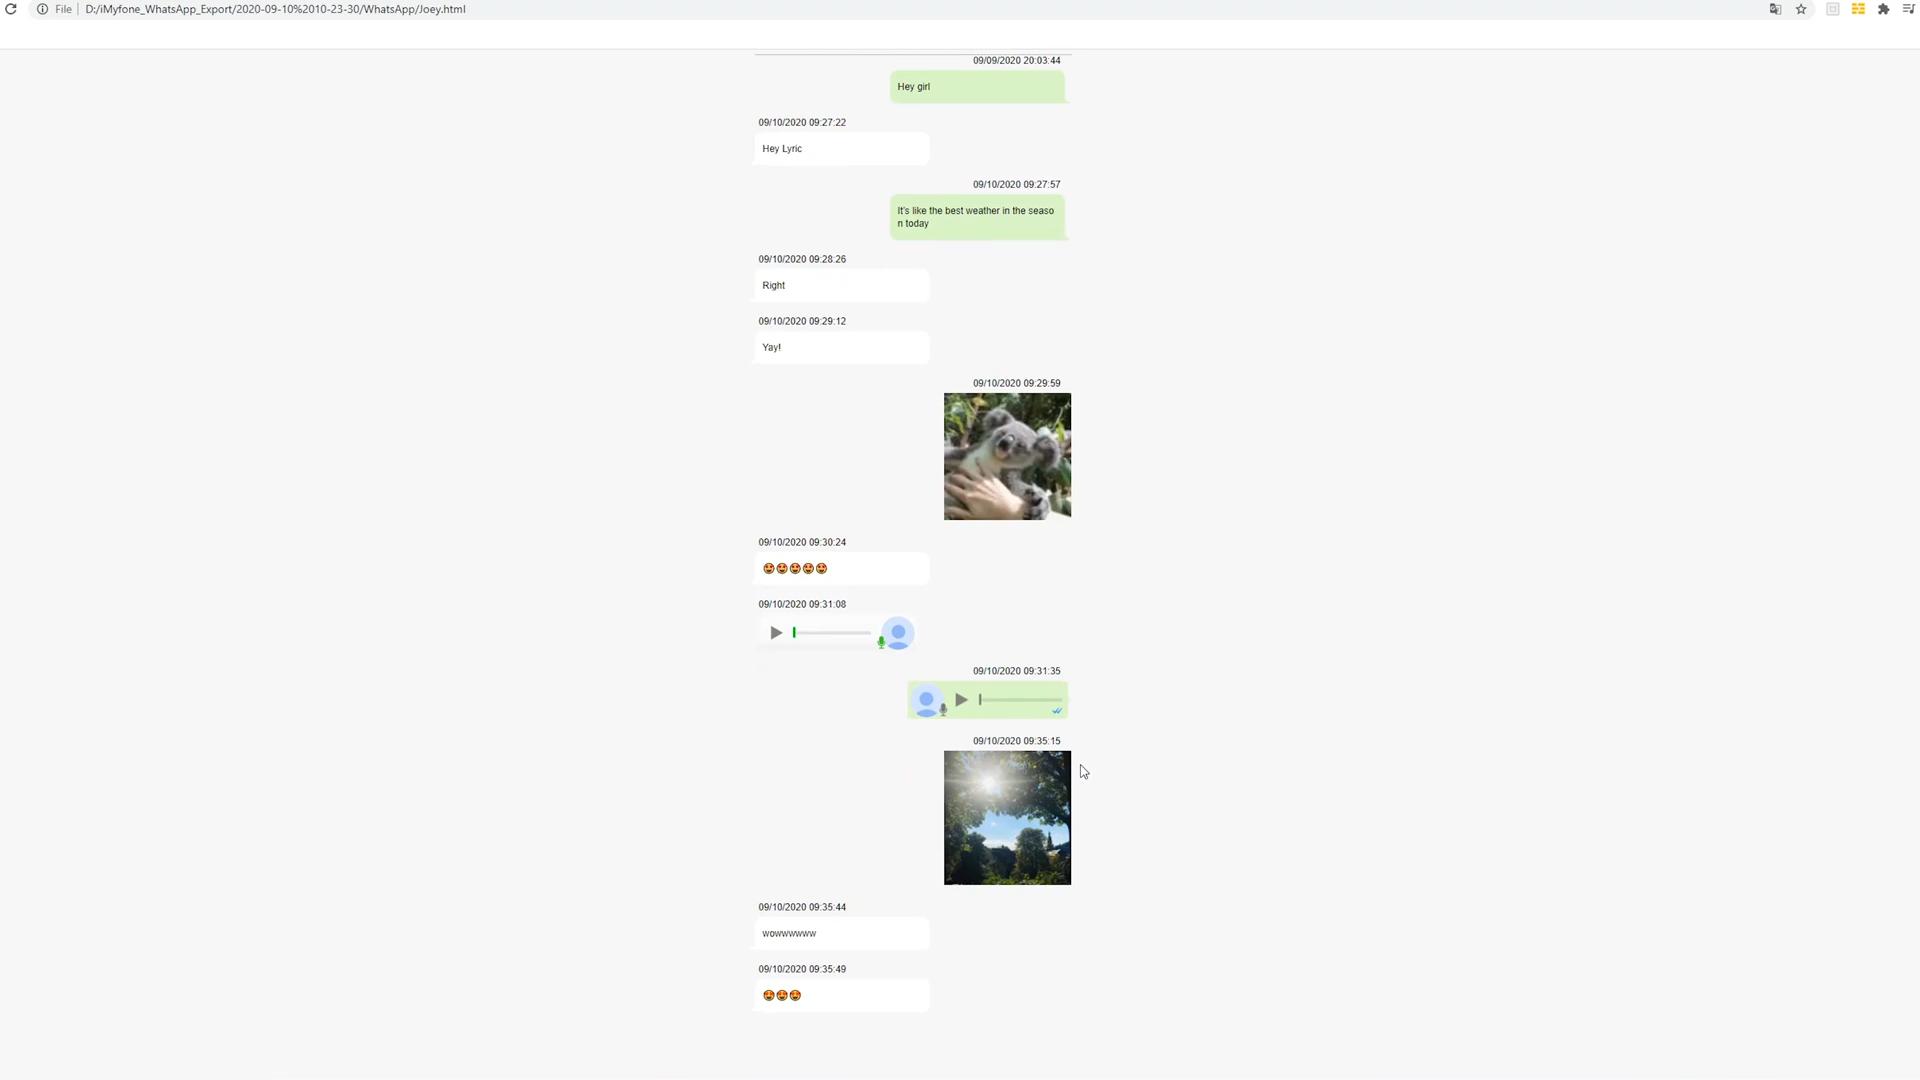 File
D:/iMyfone_WhatsApp_Export/2020-09-10%2010-23-30/WhatsApp/Joey.html
09/09/2020 20:03:44
Hey girl
09/10/2020 09:27:22
Hey Lyric
09/10/2020 09:27:57
It's like the best weather in the seaso
n today
09/10/2020 09:28:26
Right
09/10/2020 09:29:12
Yay!
09/10/2020 09:29:59
09/10/2020 09:30:24
09/10/2020 09:31:08
09/10/2020 09:31:35
09/10/2020 09:35:15
09/10/2020 09:35:44
wowwwwww
09/10/2020 09:35:49